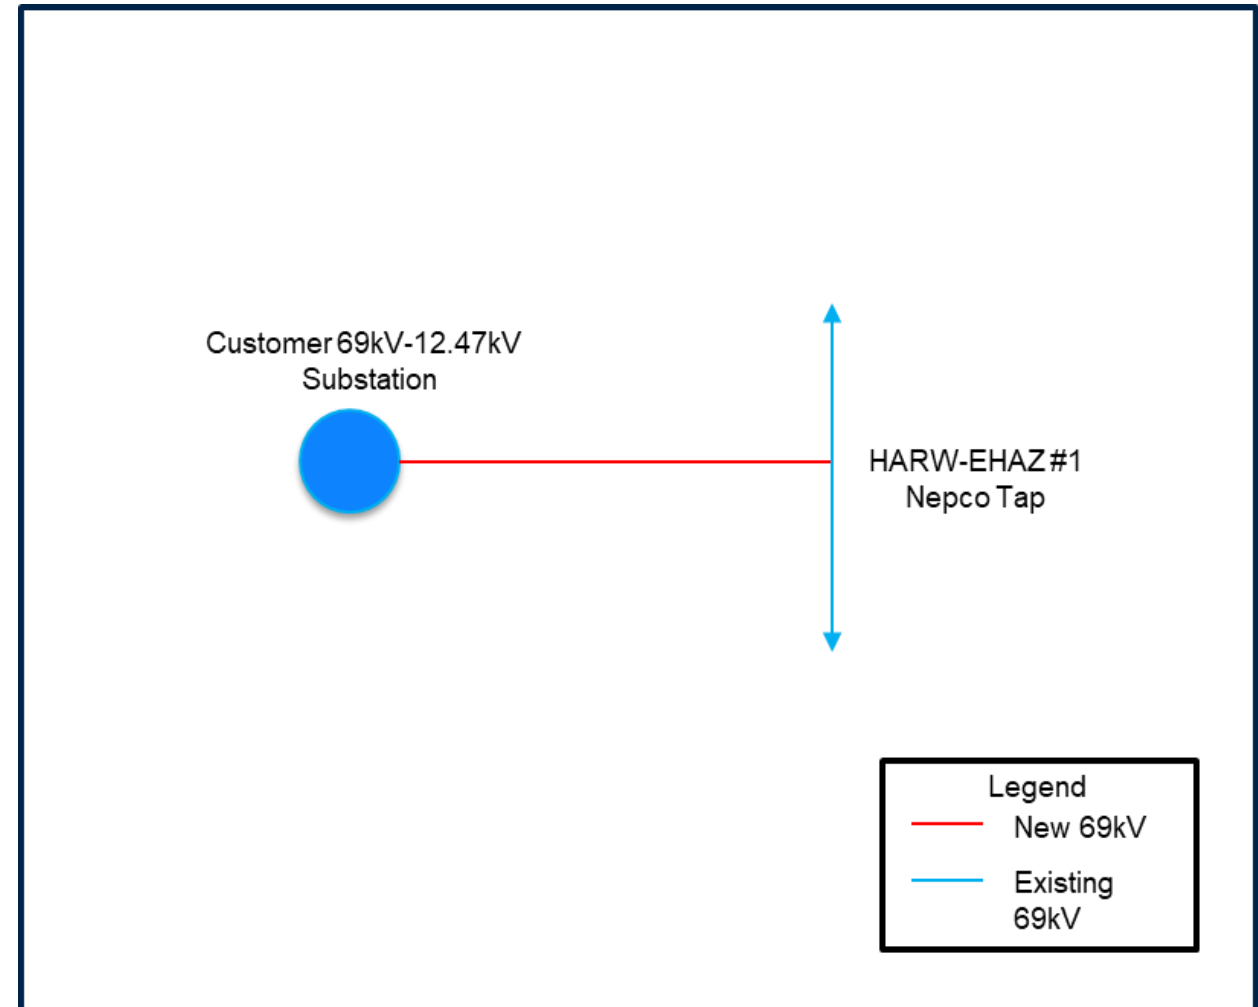 Customer 69kV-12.47kV
Substation
HARW-EHAZ #1
Nepco Tap
Legend
New 69kV
Existing
69kV